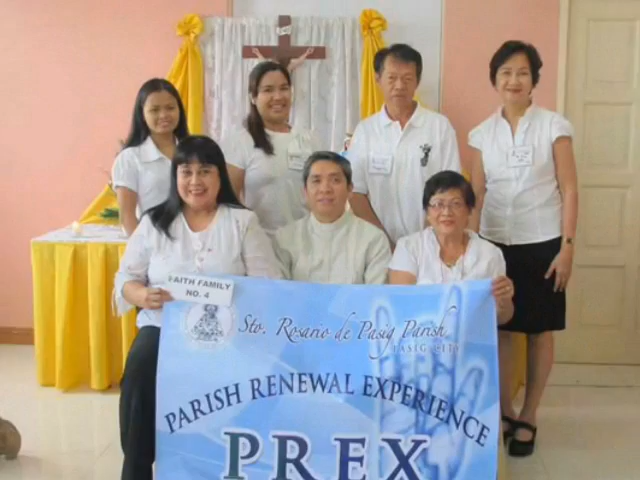 FAITH FAMILY
NO. 4
Sto. Rosario de Pasig Parish
PASIG CITY
PARISH RENEWAL EXPERIENCE
PREX